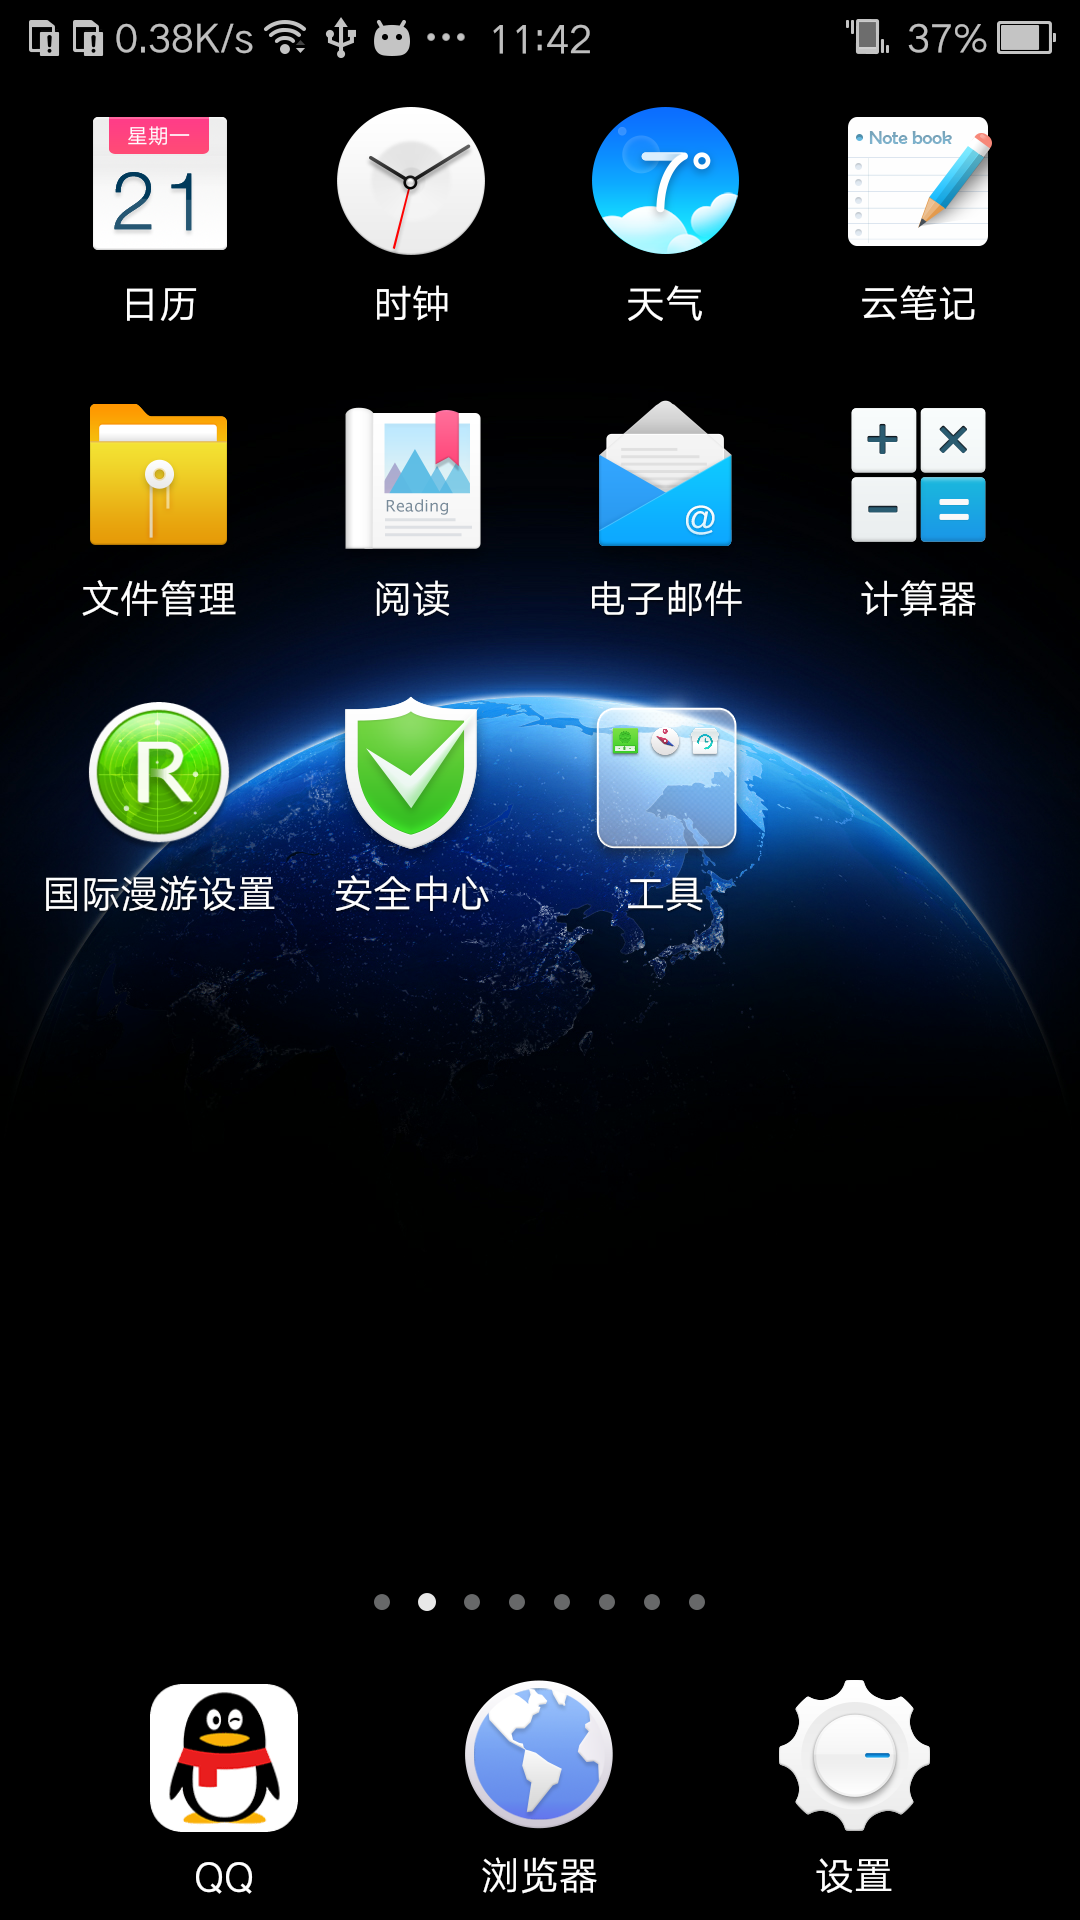 0.38K/s 11:42 37%
星期一
21
7°
Note book
日历 时钟 天气 云笔记
Reading
@
文件管理 阅读 电子邮件 计算器
R
国际漫游设置 安全中心 工具
QQ 浏览器 设置